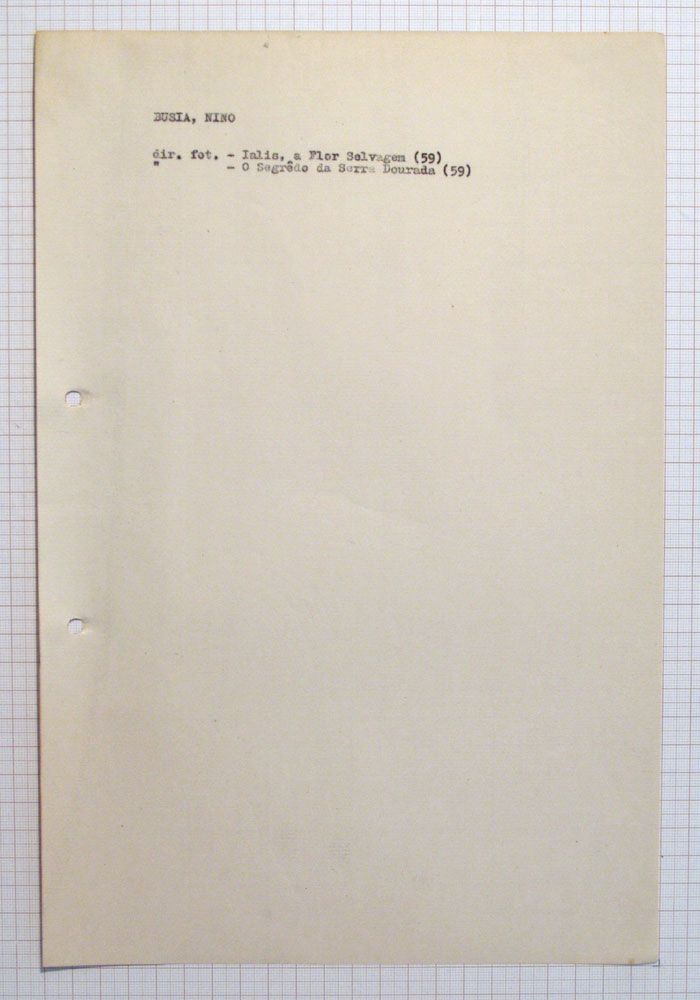 BUSIA, NINO
dir. fot. - Ialis, a Flor Selvagem (59)
" - O Segrêdo da Serra Dourada (59)